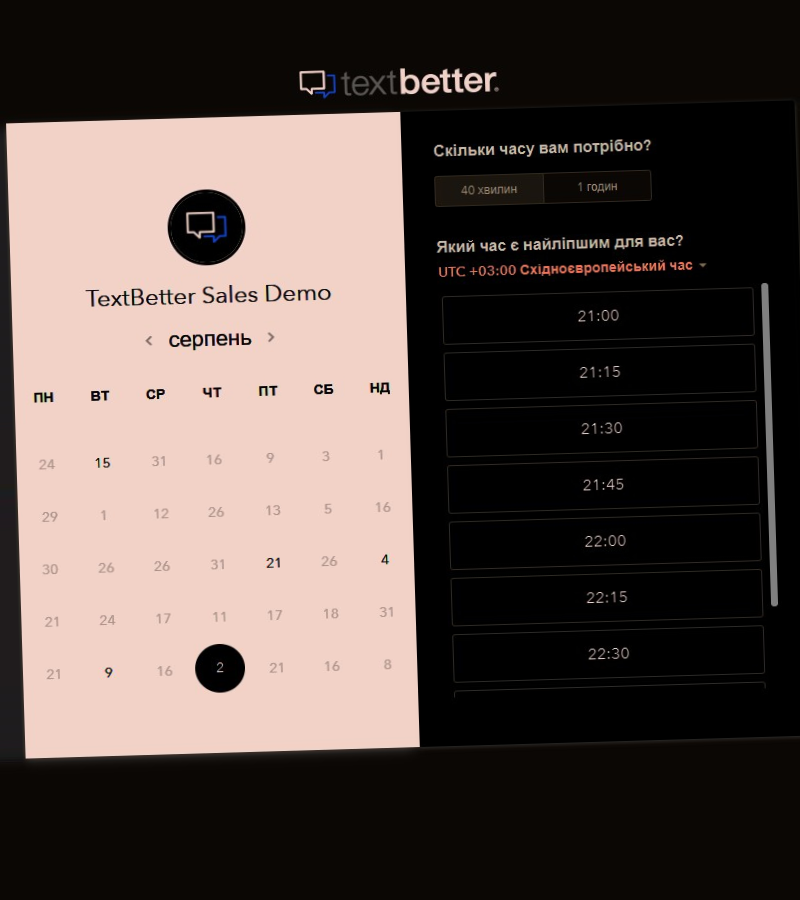 textbetter.
TextBetter Sales Demo
серпень
ПН ВТ СР ЧТ ПТ СБ НД
24 15 31 16 9 3 1
29 1 12 26 13 5 16
30 26 26 31 21 26 4
21 24 17 11 17 18 31
21 9 16 2 21 16 8
Скільки часу вам потрібно?
40 хвилин 1 годин
Який час є найліпшим для вас?
UTC +03:00 Східноєвропейський час
21:00
21:15
21:30
21:45
22:00
22:15
22:30